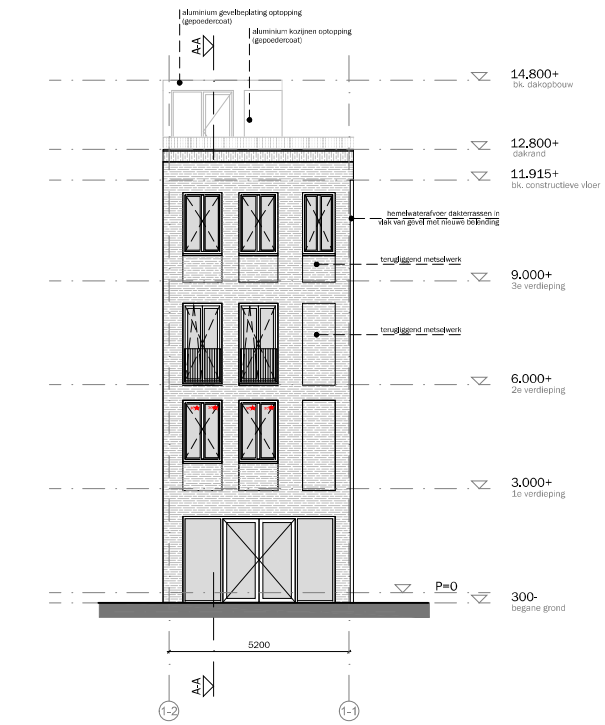 aluminium gevelbeplating optopping
(gepoedercoat)
aluminium kozijnen optopping
(gepoedercoat)
A-A
14.800+
bk. dakopbouw
12.800+
dakrand
11.915+
bk. constructieve vloer
hemelwaterafvoer dakterrassen in
vlak van gevel met nieuwe belending
terugliggend metselwerk
9.000+
3e verdieping
terugliggend metselwerk
6.000+
2e verdieping
3.000+
1e verdieping
P=0
300-
begane grond
5200
A-A
1-2
1-1